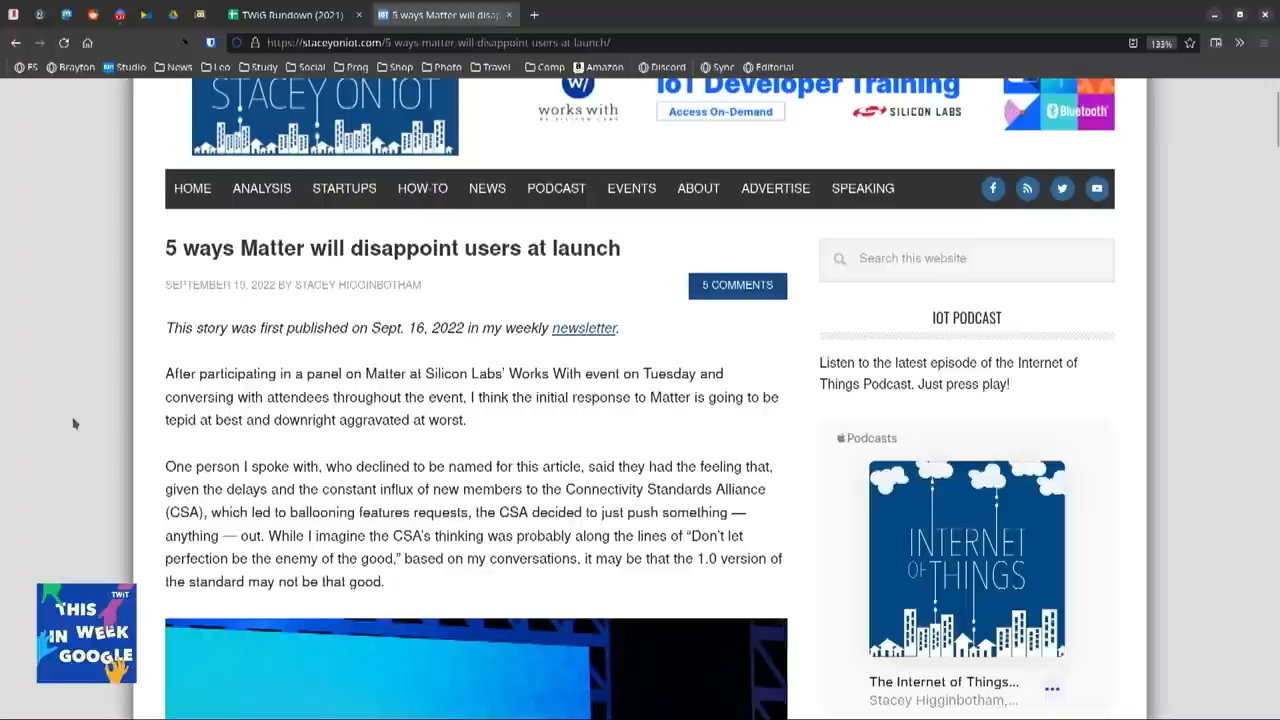 TWiG Rundown (2021)
5 ways Matter will disap
https://staceyoniot.com/5-ways-matter-will-disappoint-users-at-launch/
133%
FS
Brayton
Studio
News
Leo
Study
Social
Prog
Shop
Photo
Travel
Comp
Amazon
Discord
Sync
Editorial
STACEY ON IOT
works with
BY SILICON LABS
IoT Developer Training
Access On-Demand
SILICON LABS
Bluetooth
HOME ANALYSIS STARTUPS HOW-TO NEWS PODCAST EVENTS ABOUT ADVERTISE SPEAKING
5 ways Matter will disappoint users at launch
SEPTEMBER 19, 2022 BY STACEY HIGGINBOTHAM
5 COMMENTS
This story was first published on Sept. 16, 2022 in my weekly newsletter.
After participating in a panel on Matter at Silicon Labs’ Works With event on Tuesday and
conversing with attendees throughout the event, I think the initial response to Matter is going to be
tepid at best and downright aggravated at worst.
One person I spoke with, who declined to be named for this article, said they had the feeling that,
given the delays and the constant influx of new members to the Connectivity Standards Alliance
(CSA), which led to ballooning features requests, the CSA decided to just push something —
anything — out. While I imagine the CSA’s thinking was probably along the lines of “Don’t let
perfection be the enemy of the good,” based on my conversations, it may be that the 1.0 version of
the standard may not be that good.
Search this website
IOT PODCAST
Listen to the latest episode of the Internet of
Things Podcast. Just press play!
Podcasts
INTERNET
OF THINGS
The Internet of Things...
Stacey Higginbotham,...
TWiT
THIS
IN WEEK
GOOGLE